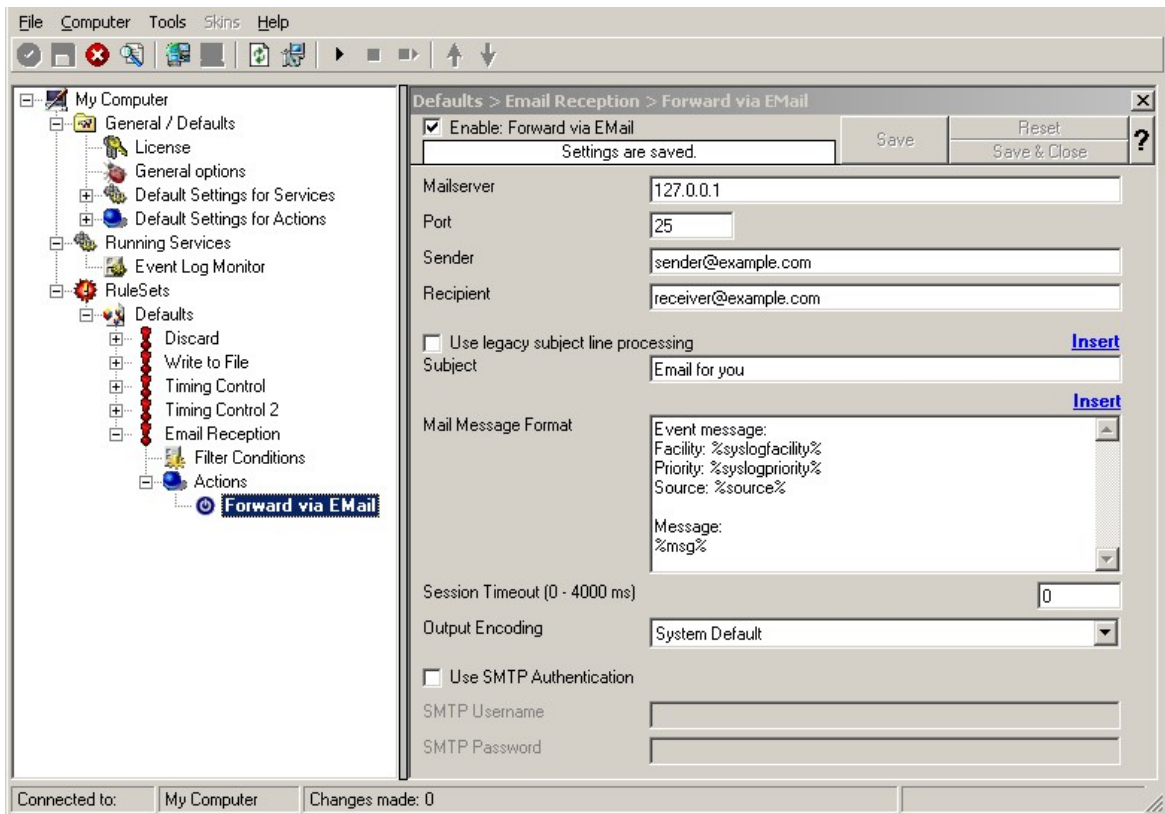 File Computer Tools Skins Help
My Computer
General / Defaults
License
General options
Default Settings for Services
Default Settings for Actions
Running Services
Event Log Monitor
RuleSets
Defaults
Discard
Write to File
Timing Control
Timing Control 2
Email Reception
Filter Conditions
Actions
Forward via EMail
Defaults > Email Reception > Forward via EMail
Enable: Forward via EMail
Settings are saved.
Save
Reset
Save & Close
?
Mailserver 127.0.0.1
Port 25
Sender sender@example.com
Recipient receiver@example.com
Use legacy subject line processing Insert
Subject Email for you
Insert
Mail Message Format
Event message:
Facility: %syslogfacility%
Priority: %syslogpriority%
Source: %source%
Message:
%msg%
Session Timeout (0 - 4000 ms) 0
Output Encoding System Default
Use SMTP Authentication
SMTP Username
SMTP Password
Connected to: My Computer Changes made: 0